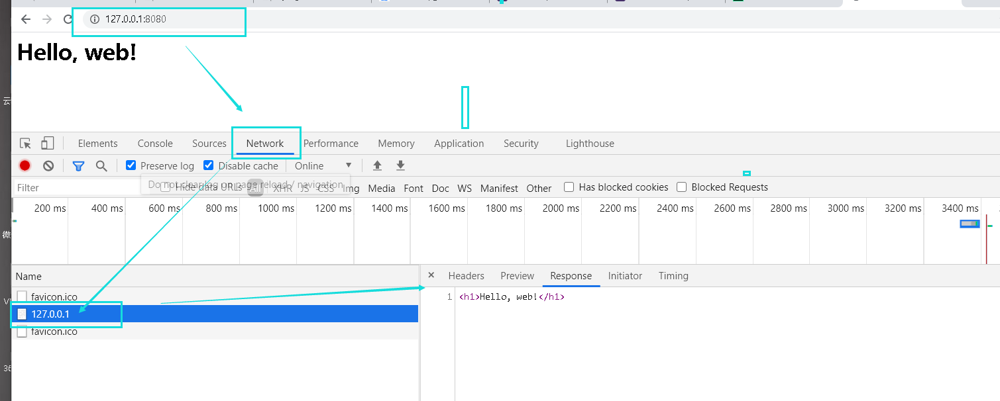 127.0.0.1:8080
Hello, web!
Elements Console Sources Network Performance Memory Application Security Lighthouse
Preserve log Disable cache Online
Do not clear log on page reload / navigation
Filter Hide data URLs All XHR JS CSS Img Media Font Doc WS Manifest Other Has blocked cookies Blocked Requests
200 ms 400 ms 600 ms 800 ms 1000 ms 1200 ms 1400 ms 1600 ms 1800 ms 2000 ms 2200 ms 2400 ms 2600 ms 2800 ms 3000 ms 3200 ms 3400 ms
Name Headers Preview Response Initiator Timing
favicon.ico 1 <h1>Hello, web!</h1>
127.0.0.1
favicon.ico
云
微
36